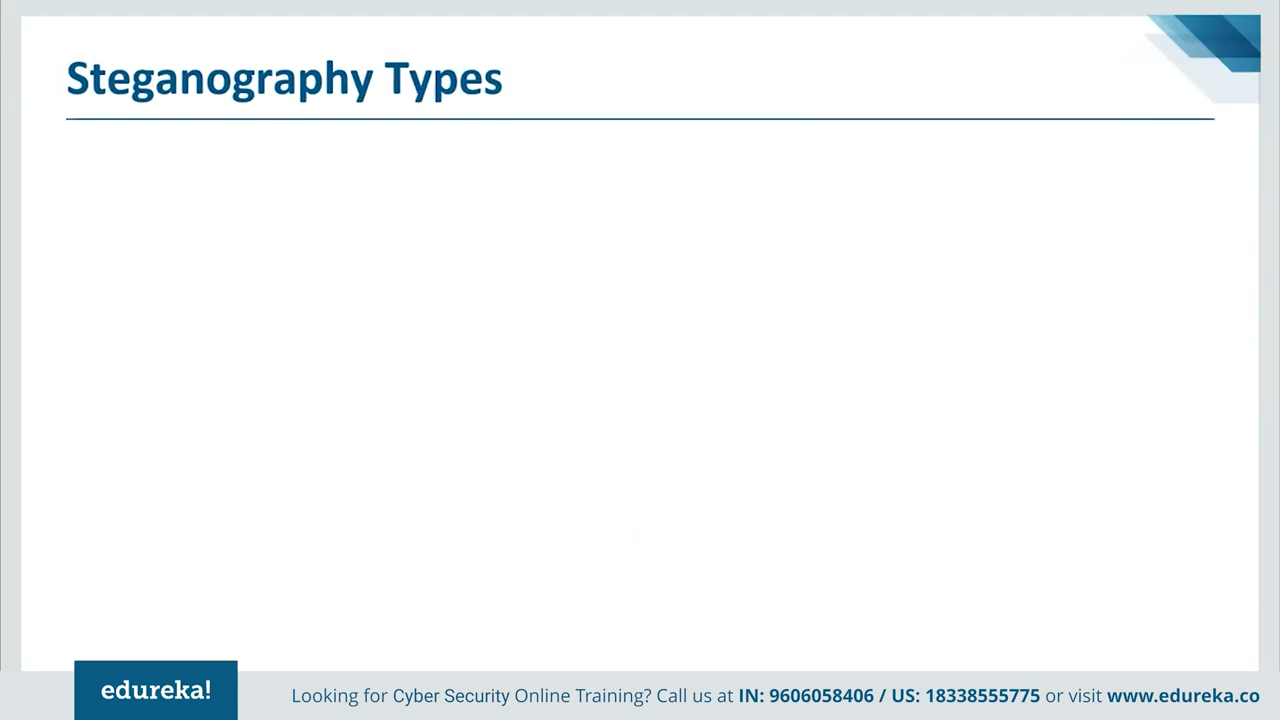 Steganography Types
edureka!
Looking for Cyber Security Online Training? Call us at IN: 9606058406 / US: 18338555775 or visit www.edureka.co